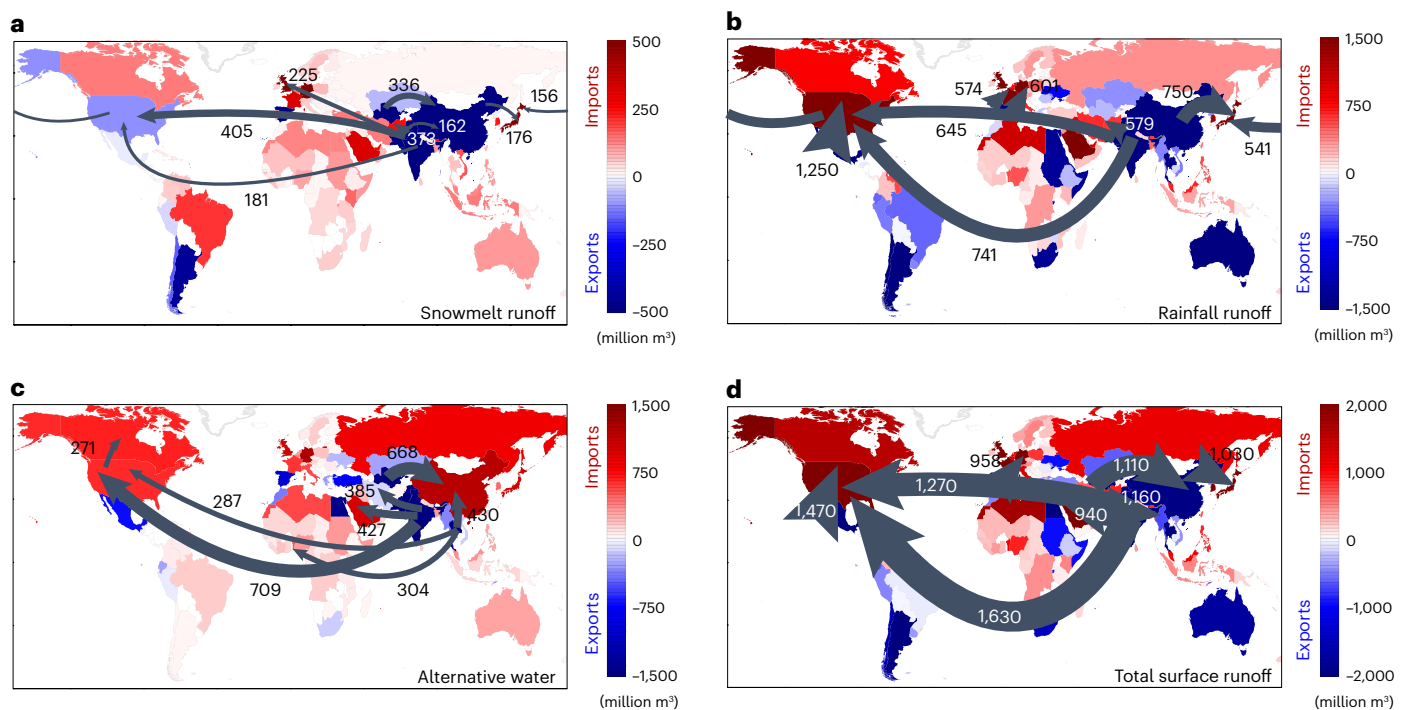 a
225
336
156
405
373
162
176
181
Snowmelt runoff
500
250
0
−250
−500
Imports
Exports
(million m³)
b
574
601
750
645
579
541
1,250
741
Rainfall runoff
1,500
750
0
−750
−1,500
Imports
Exports
(million m³)
c
271
668
287
385
430
427
709
304
Alternative water
1,500
750
0
−750
−1,500
Imports
Exports
(million m³)
d
958
1,110
1,030
1,270
1,160
1,470
940
1,630
Total surface runoff
2,000
1,000
0
−1,000
−2,000
Imports
Exports
(million m³)